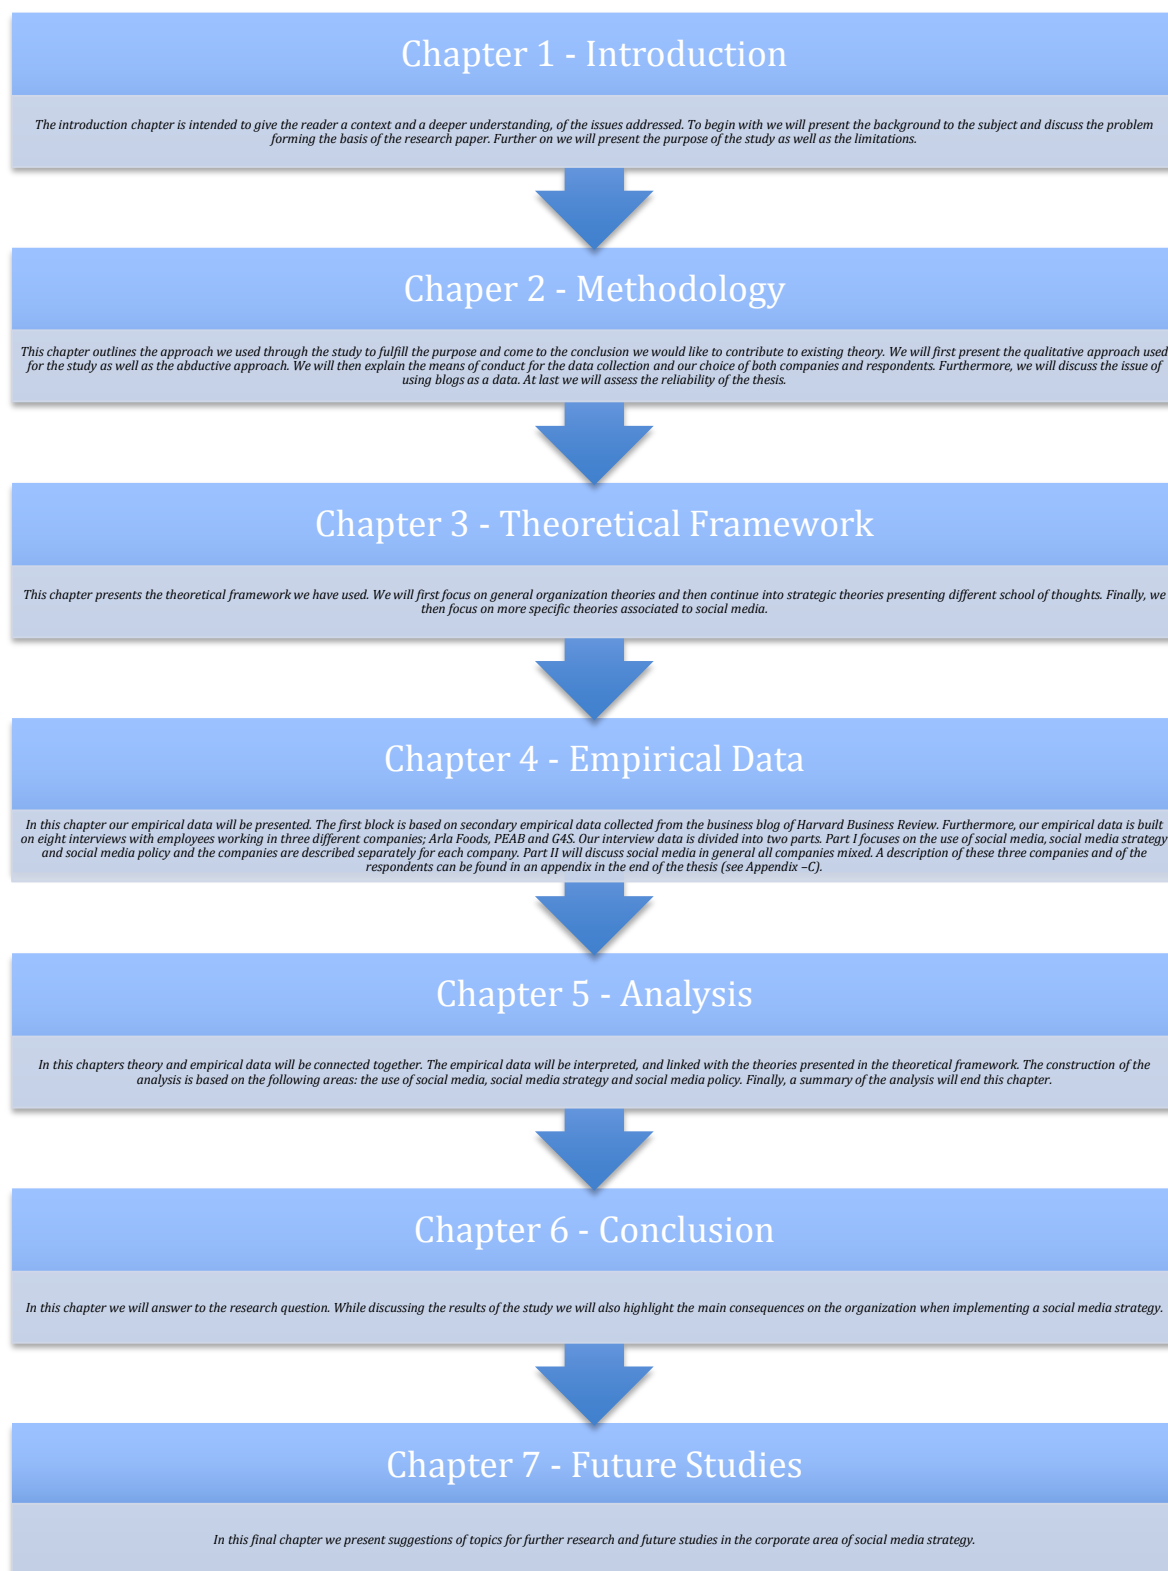 Chapter 1 - Introduction
The introduction chapter is intended to give the reader a context and a deeper understanding, of the issues addressed. To begin with we will present the background to the subject and discuss the problem
forming the basis of the research paper. Further on we will present the purpose of the study as well as the limitations.
Chaper 2 - Methodology
This chapter outlines the approach we used through the study to fulfill the purpose and come to the conclusion we would like to contribute to existing theory. We will first present the qualitative approach used
for the study as well as the abductive approach. We will then explain the means of conduct for the data collection and our choice of both companies and respondents. Furthermore, we will discuss the issue of
using blogs as a data. At last we will assess the reliability of the thesis.
Chapter 3 - Theoretical Framework
This chapter presents the theoretical framework we have used. We will first focus on general organization theories and then continue into strategic theories presenting different school of thoughts. Finally, we
then focus on more specific theories associated to social media.
Chapter 4 - Empirical Data
In this chapter our empirical data will be presented. The first block is based on secondary empirical data collected from the business blog of Harvard Business Review. Furthermore, our empirical data is built
on eight interviews with employees working in three different companies; Arla Foods, PEAB and G4S. Our interview data is divided into two parts. Part I focuses on the use of social media, social media strategy
and social media policy and the companies are described separately for each company. Part II will discuss social media in general all companies mixed. A description of these three companies and of the
respondents can be found in an appendix in the end of the thesis (see Appendix –C).
Chapter 5 - Analysis
In this chapters theory and empirical data will be connected together. The empirical data will be interpreted, and linked with the theories presented in the theoretical framework. The construction of the
analysis is based on the following areas: the use of social media, social media strategy and social media policy. Finally, a summary of the analysis will end this chapter.
Chapter 6 - Conclusion
In this chapter we will answer to the research question. While discussing the results of the study we will also highlight the main consequences on the organization when implementing a social media strategy.
Chapter 7 - Future Studies
In this final chapter we present suggestions of topics for further research and future studies in the corporate area of social media strategy.